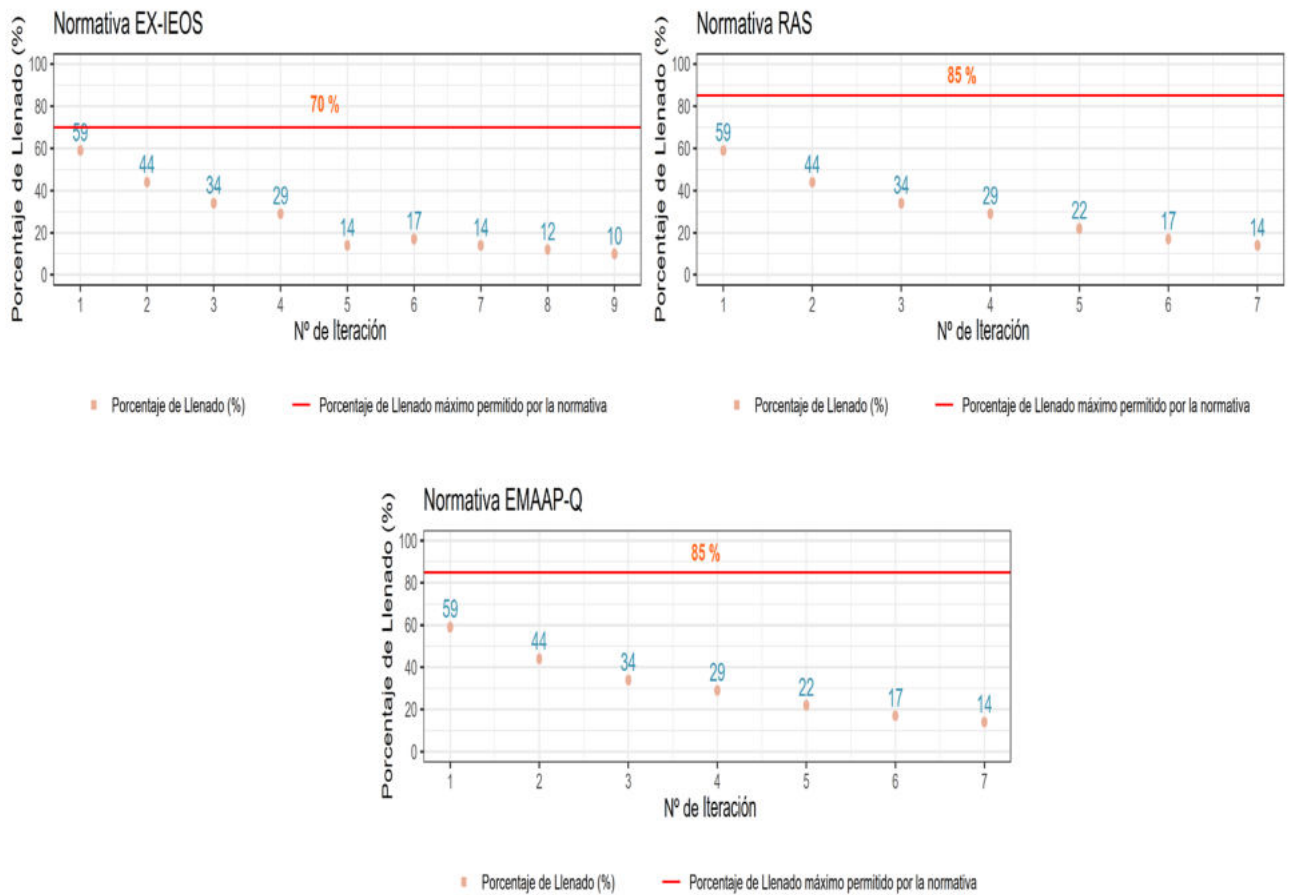 Normativa EX-IEOS
Porcentaje de Llenado (%)
100
80
60
40
20
0
70 %
59
44
34
29
14
17
14
12
10
1 2 3 4 5 6 7 8 9
Nº de Iteración
Porcentaje de Llenado (%) Porcentaje de Llenado máximo permitido por la normativa
Normativa RAS
Porcentaje de Llenado (%)
100
80
60
40
20
0
85 %
59
44
34
29
22
17
14
1 2 3 4 5 6 7
Nº de Iteración
Porcentaje de Llenado (%) Porcentaje de Llenado máximo permitido por la normativa
Normativa EMAAP-Q
Porcentaje de Llenado (%)
100
80
60
40
20
0
85 %
59
44
34
29
22
17
14
1 2 3 4 5 6 7
Nº de Iteración
Porcentaje de Llenado (%) Porcentaje de Llenado máximo permitido por la normativa